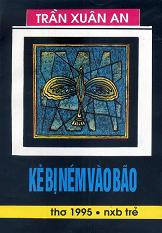 TRẦN XUÂN AN
KẺ BỊ NÉM VÀO BÃO
thơ 1995 • nxb trẻ